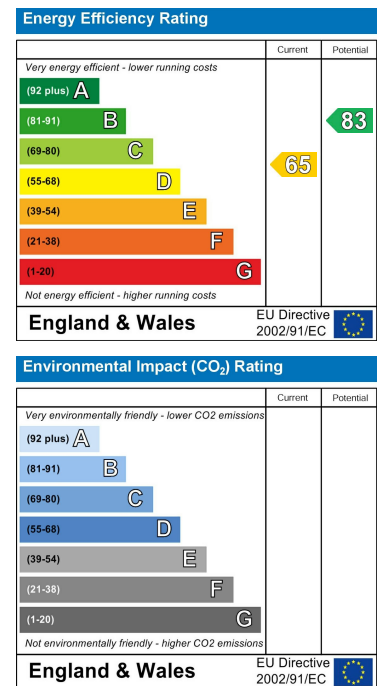 Energy Efficiency Rating
Current Potential
Very energy efficient - lower running costs
(92 plus) A
(81-91) B
83
(69-80) C
65
(55-68) D
(39-54) E
(21-38) F
(1-20) G
Not energy efficient - higher running costs
England & Wales
EU Directive
2002/91/EC
Environmental Impact (CO₂) Rating
Current Potential
Very environmentally friendly - lower CO2 emissions
(92 plus) A
(81-91) B
(69-80) C
(55-68) D
(39-54) E
(21-38) F
(1-20) G
Not environmentally friendly - higher CO2 emissions
England & Wales
EU Directive
2002/91/EC